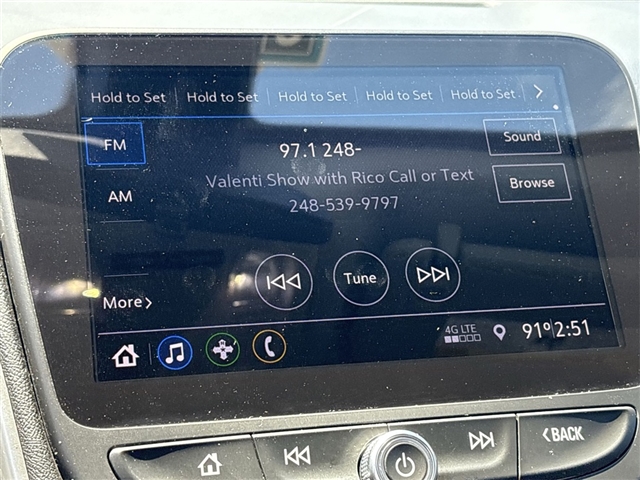 Hold to Set Hold to Set Hold to Set Hold to Set Hold to Set >
FM
97.1 248-
Sound
Valenti Show with Rico Call or Text
Browse
AM
248-539-9797
Tune
More>
4G LTE
91° 2:51
<BACK